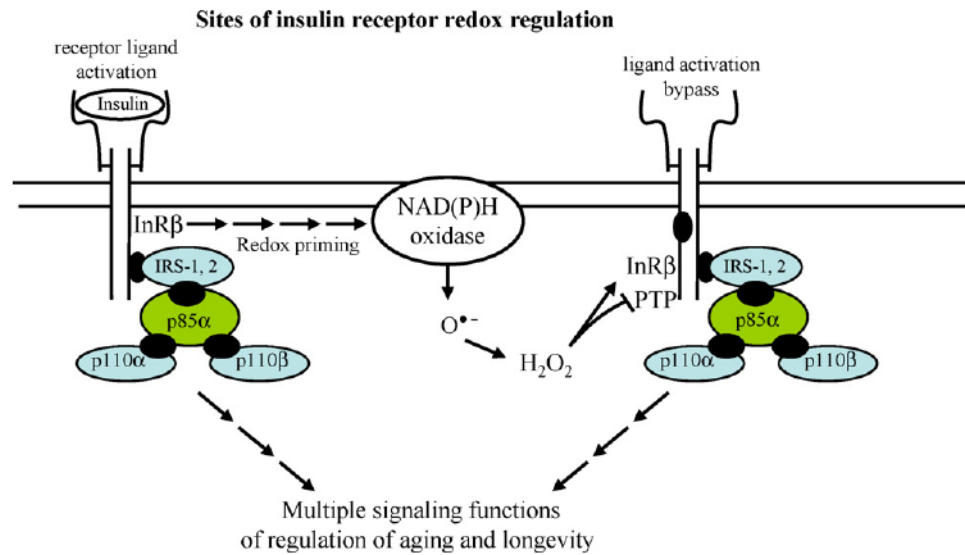 Sites of insulin receptor redox regulation
receptor ligand
activation
Insulin
ligand activation
bypass
InRβ
Redox priming
NAD(P)H
oxidase
IRS-1, 2
p85α
p110α
p110β
O•−
H₂O₂
InRβ
PTP
IRS-1, 2
p85α
p110α
p110β
Multiple signaling functions
of regulation of aging and longevity